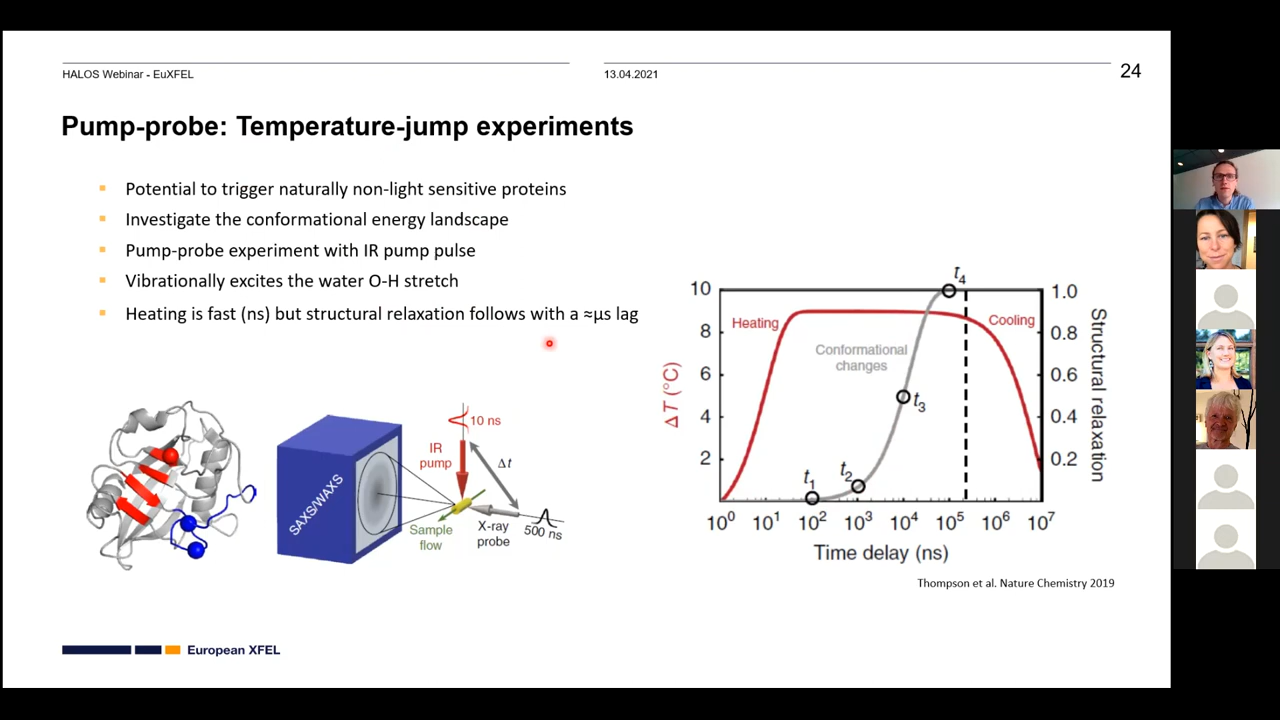 HALOS Webinar - EuXFEL
13.04.2021
24
Pump-probe: Temperature-jump experiments
Potential to trigger naturally non-light sensitive proteins
Investigate the conformational energy landscape
Pump-probe experiment with IR pump pulse
Vibrationally excites the water O-H stretch
Heating is fast (ns) but structural relaxation follows with a ≈µs lag
SAXS/WAXS
10 ns
IR
pump
Δt
Sample
flow
X-ray
probe
500 ns
ΔT (°C)
10
8
6
4
2
Heating
Conformational
changes
Cooling
t1
t2
t3
t4
1.0
0.8
0.6
0.4
0.2
Structural relaxation
10^0 10^1 10^2 10^3 10^4 10^5 10^6 10^7
Time delay (ns)
Thompson et al. Nature Chemistry 2019
European XFEL